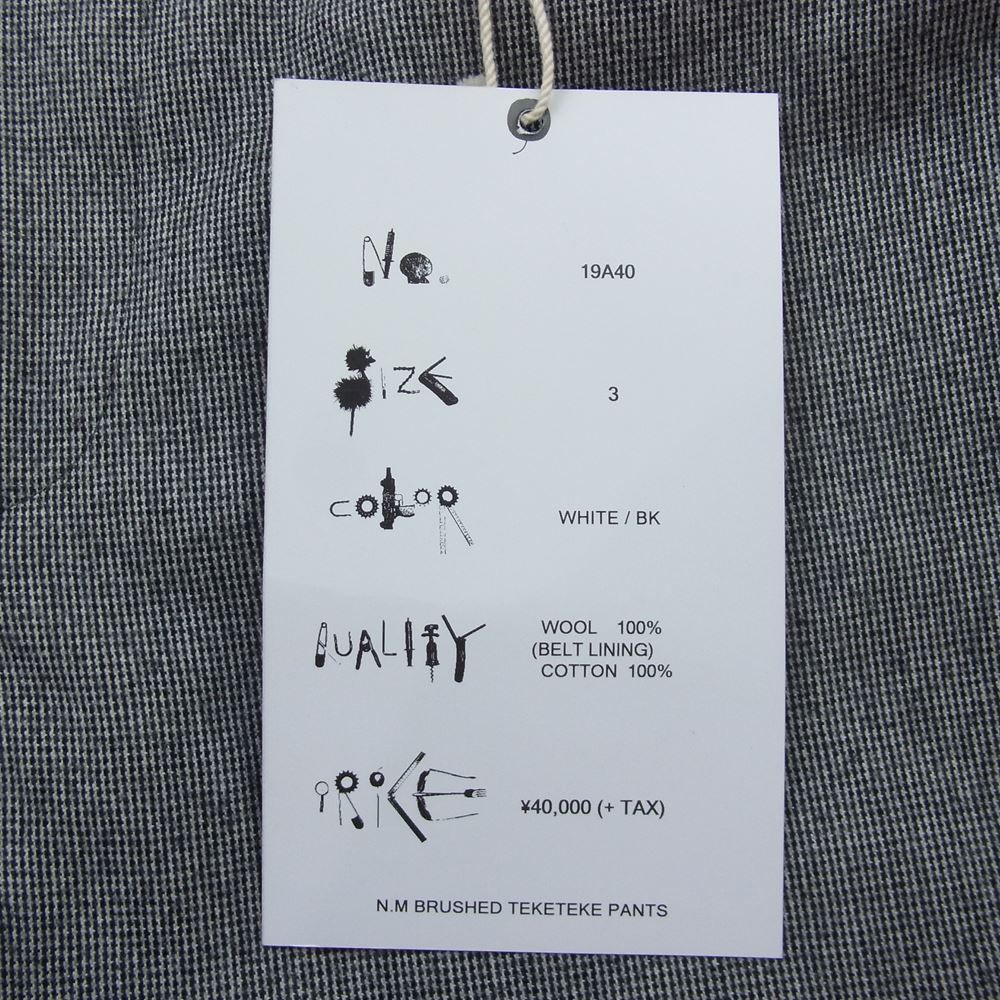 No. 19A40
SIZE 3
COLOR WHITE / BK
QUALITY WOOL 100%
(BELT LINING)
COTTON 100%
PRICE ¥40,000 (+ TAX)
N.M BRUSHED TEKETEKE PANTS